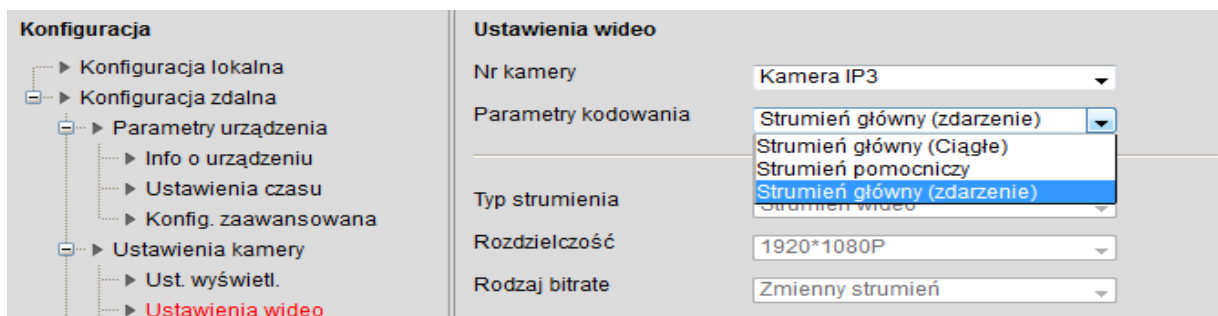 Konfiguracja
Konfiguracja lokalna
Konfiguracja zdalna
Parametry urządzenia
Info o urządzeniu
Ustawienia czasu
Konfig. zaawansowana
Ustawienia kamery
Ust. wyświetl.
Ustawienia wideo
Ustawienia wideo
Nr kamery Kamera IP3
Parametry kodowania Strumień główny (zdarzenie)
Strumień główny (Ciągłe)
Strumień pomocniczy
Strumień główny (zdarzenie)
Typ strumienia Strumień wideo
Rozdzielczość 1920*1080P
Rodzaj bitrate Zmienny strumień